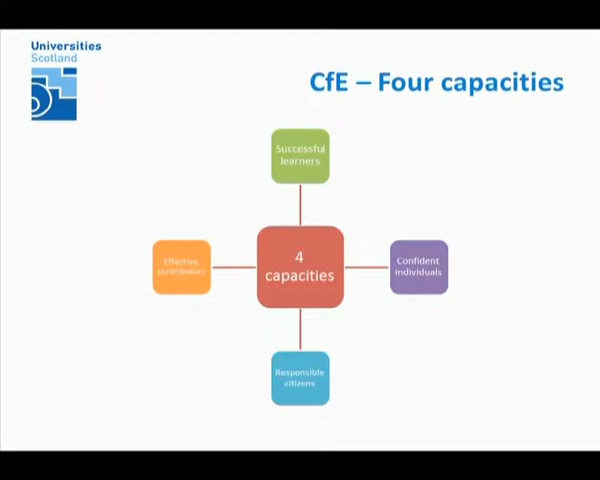 Universities
Scotland
CfE – Four capacities
Successful
learners
4
capacities
Effective
contributors
Confident
individuals
Responsible
citizens